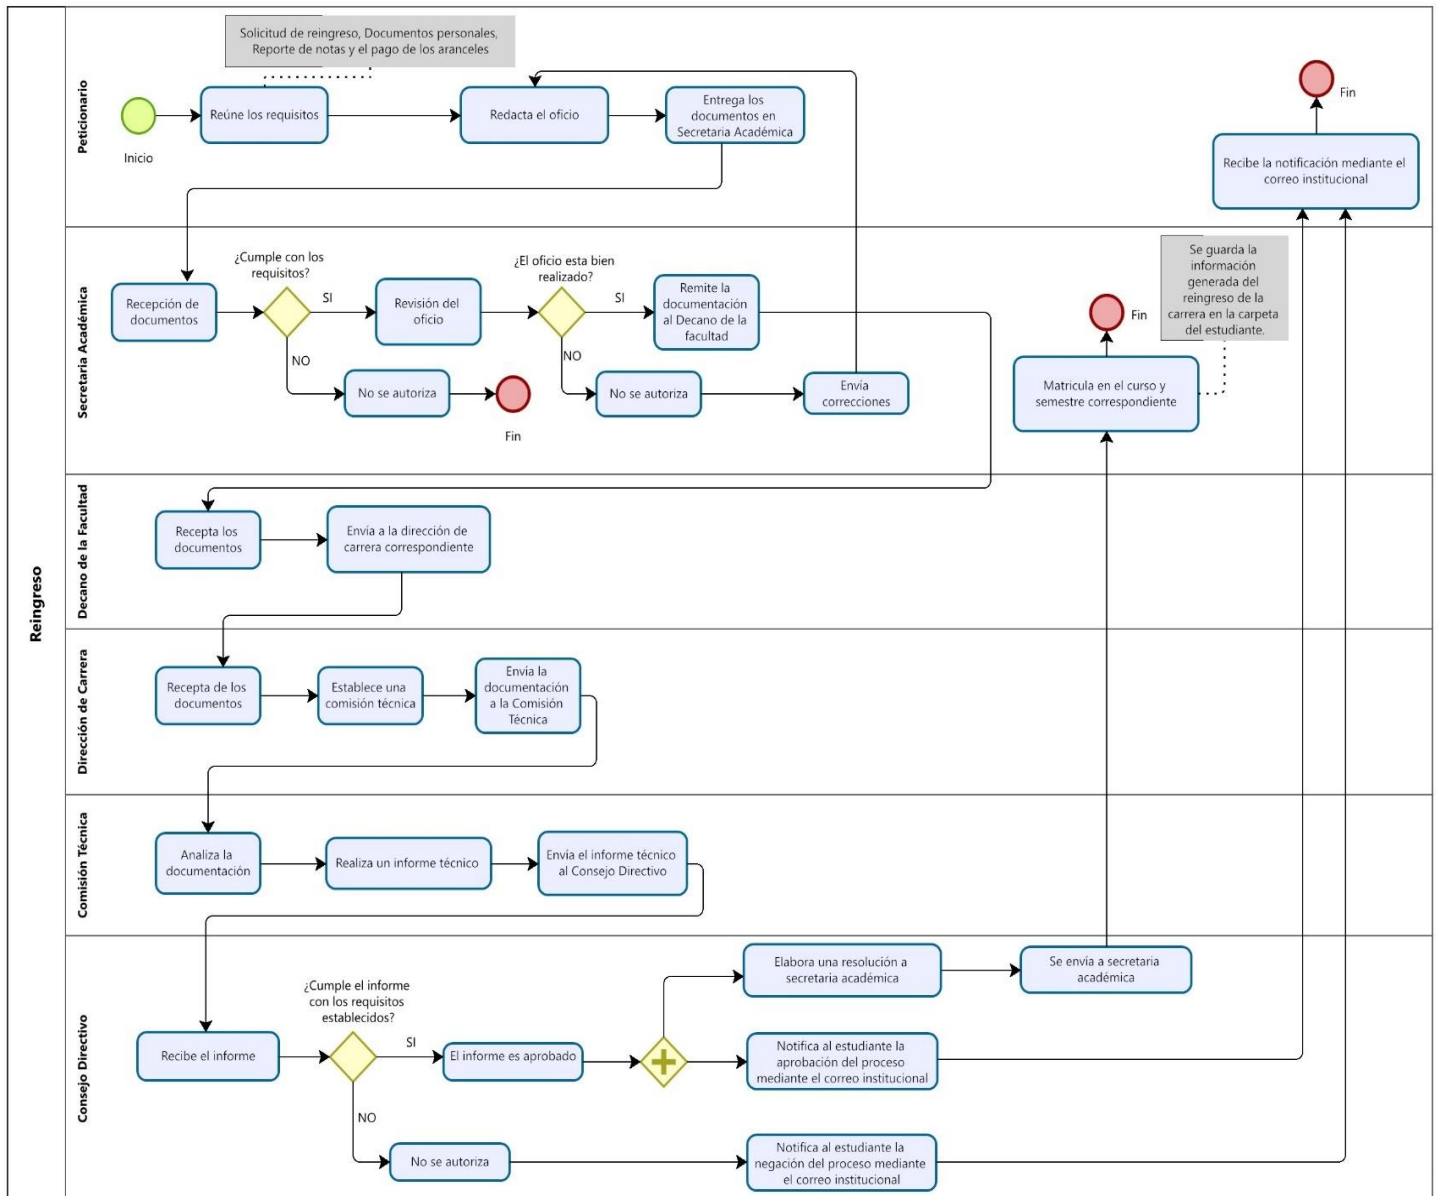 Reingreso
Peticionario
Solicitud de reingreso, Documentos personales,
Reporte de notas y el pago de los aranceles
Inicio
Reúne los requisitos
Redacta el oficio
Entrega los
documentos en
Secretaria Académica
Fin
Recibe la notificación mediante el
correo institucional
Secretaria Académica
Recepción de
documentos
¿Cumple con los
requisitos?
SI
NO
Revisión del
oficio
No se autoriza
Fin
¿El oficio esta bien
realizado?
SI
NO
Remite la
documentación
al Decano de la
facultad
No se autoriza
Envía
correcciones
Fin
Matricula en el curso y
semestre correspondiente
Se guarda la
información
generada del
reingreso de la
carrera en la carpeta
del estudiante.
Decano de la Facultad
Recepta los
documentos
Envía a la dirección de
carrera correspondiente
Dirección de Carrera
Recepta de los
documentos
Establece una
comisión técnica
Envía la
documentación
a la Comisión
Técnica
Comisión Técnica
Analiza la
documentación
Realiza un informe técnico
Envía el informe técnico
al Consejo Directivo
Consejo Directivo
Recibe el informe
¿Cumple el informe
con los requisitos
establecidos?
SI
NO
El informe es aprobado
Elabora una resolución a
secretaria académica
Se envía a secretaria
académica
Notifica al estudiante la
aprobación del proceso
mediante el correo institucional
No se autoriza
Notifica al estudiante la
negación del proceso mediante
el correo institucional